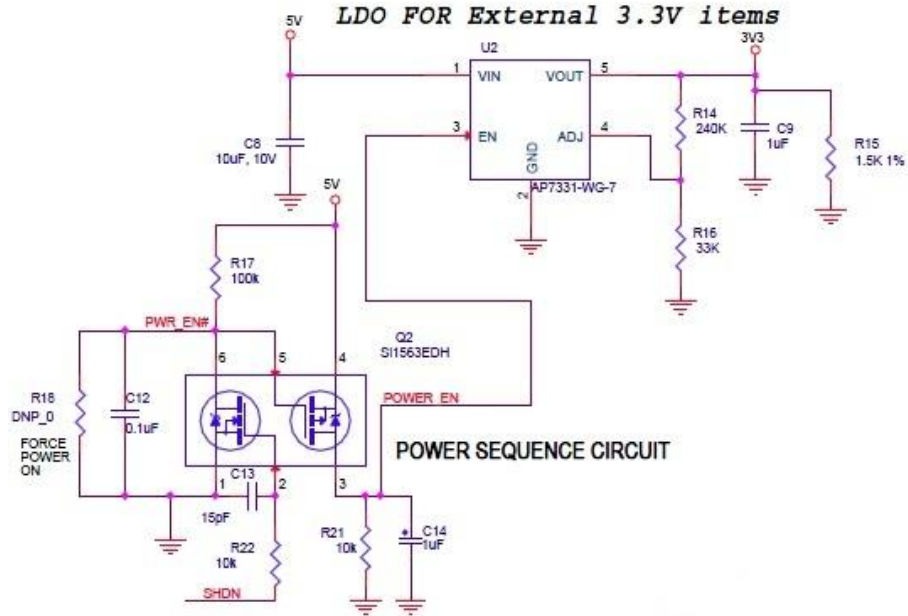 LDO FOR External 3.3V items
5V
3V3
U2
1
VIN
VOUT
5
3
EN
ADJ
4
GND
2
AP7331-WG-7
C8
10uF, 10V
R14
240K
C9
1uF
R15
1.5K 1%
R16
33K
5V
R17
100k
PWR_EN#
Q2
SI1563EDH
6
5
4
R18
DNP_0
FORCE
POWER
ON
C12
0.1uF
POWER_EN
POWER SEQUENCE CIRCUIT
1
C13
2
3
15pF
R22
10k
R21
10k
C14
1uF
SHDN